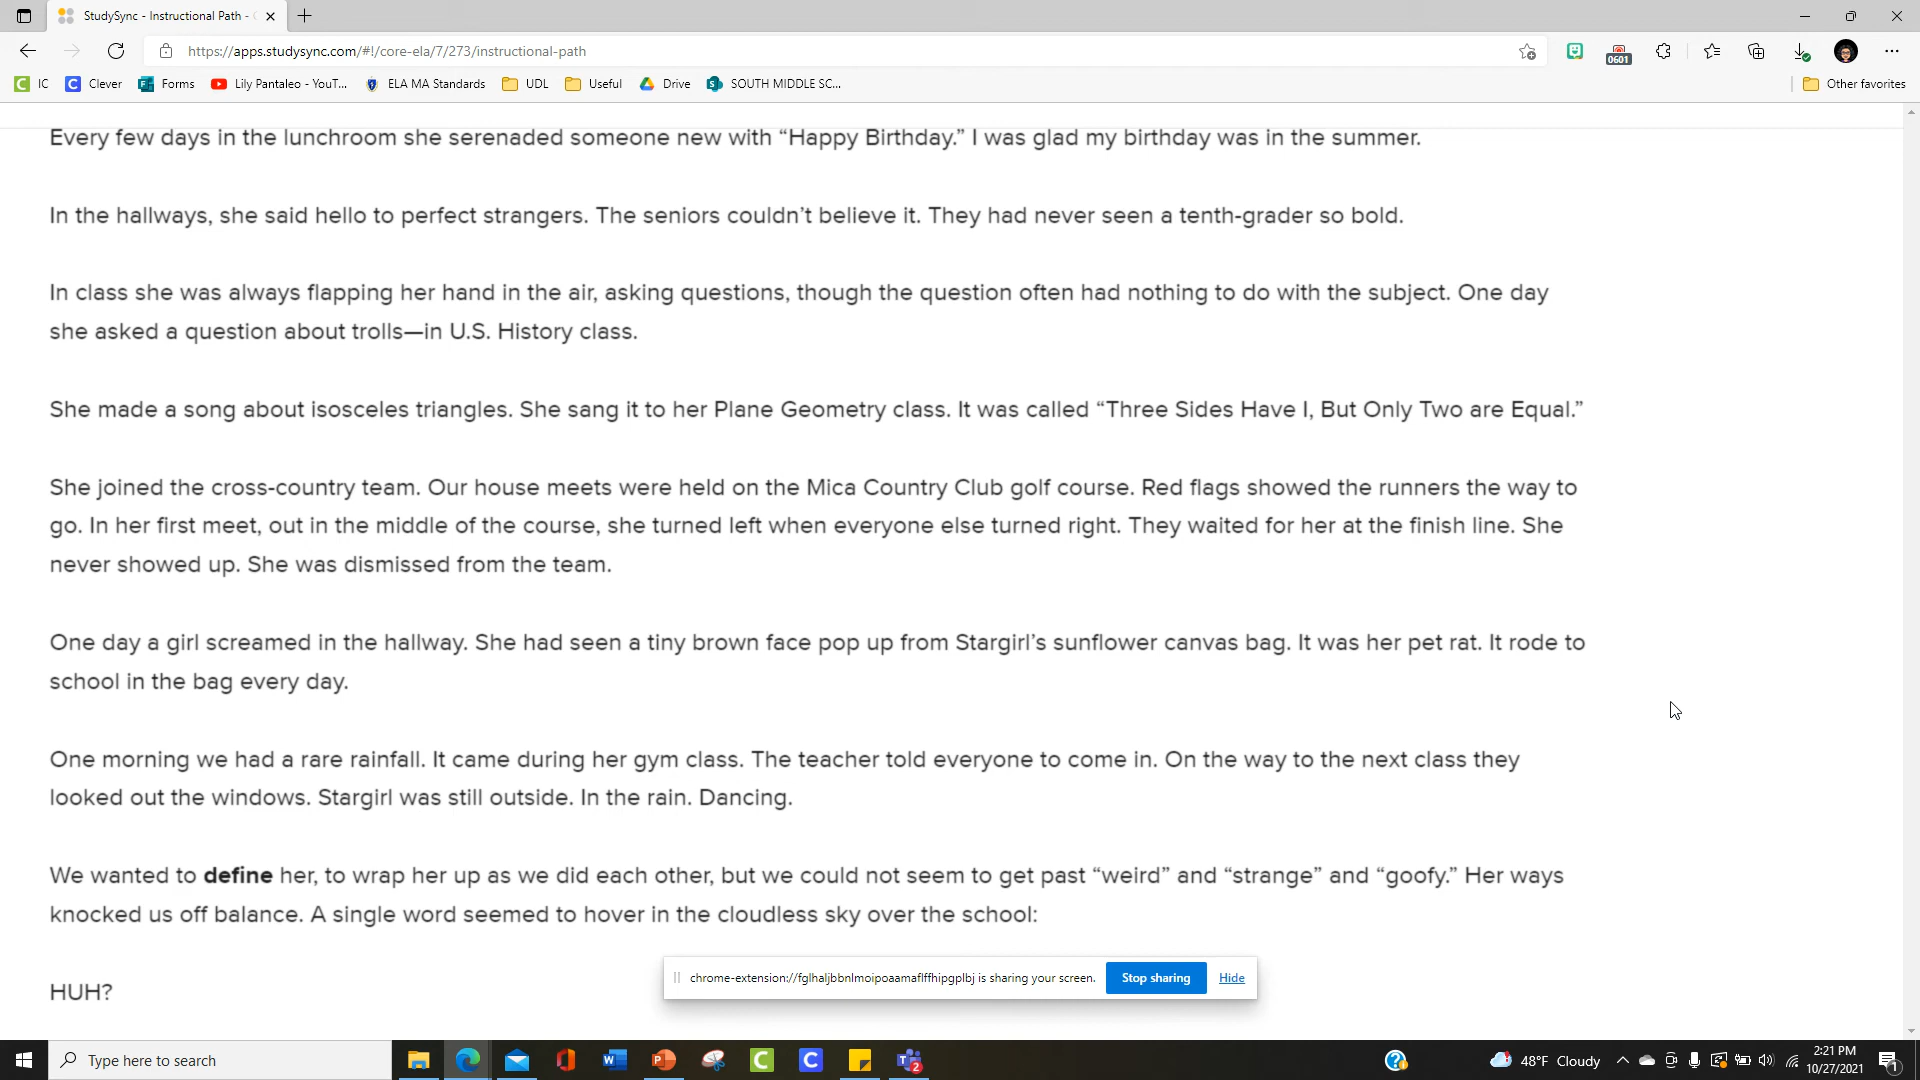 StudySync - Instructional Path -
https://apps.studysync.com/#!/core-ela/7/273/instructional-path
0601
IC
Clever
Forms
Lily Pantaleo - YouT...
ELA MA Standards
UDL
Useful
Drive
SOUTH MIDDLE SC...
Other favorites
Every few days in the lunchroom she serenaded someone new with “Happy Birthday.” I was glad my birthday was in the summer.
In the hallways, she said hello to perfect strangers. The seniors couldn’t believe it. They had never seen a tenth-grader so bold.
In class she was always flapping her hand in the air, asking questions, though the question often had nothing to do with the subject. One day
she asked a question about trolls—in U.S. History class.
She made a song about isosceles triangles. She sang it to her Plane Geometry class. It was called “Three Sides Have I, But Only Two are Equal.”
She joined the cross-country team. Our house meets were held on the Mica Country Club golf course. Red flags showed the runners the way to
go. In her first meet, out in the middle of the course, she turned left when everyone else turned right. They waited for her at the finish line. She
never showed up. She was dismissed from the team.
One day a girl screamed in the hallway. She had seen a tiny brown face pop up from Stargirl’s sunflower canvas bag. It was her pet rat. It rode to
school in the bag every day.
One morning we had a rare rainfall. It came during her gym class. The teacher told everyone to come in. On the way to the next class they
looked out the windows. Stargirl was still outside. In the rain. Dancing.
We wanted to define her, to wrap her up as we did each other, but we could not seem to get past “weird” and “strange” and “goofy.” Her ways
knocked us off balance. A single word seemed to hover in the cloudless sky over the school:
HUH?
chrome-extension://fglhaljbbnlmoipoaamaflffhipgplbj is sharing your screen.
Stop sharing
Hide
Type here to search
2
48°F Cloudy
2:21 PM
10/27/2021
1